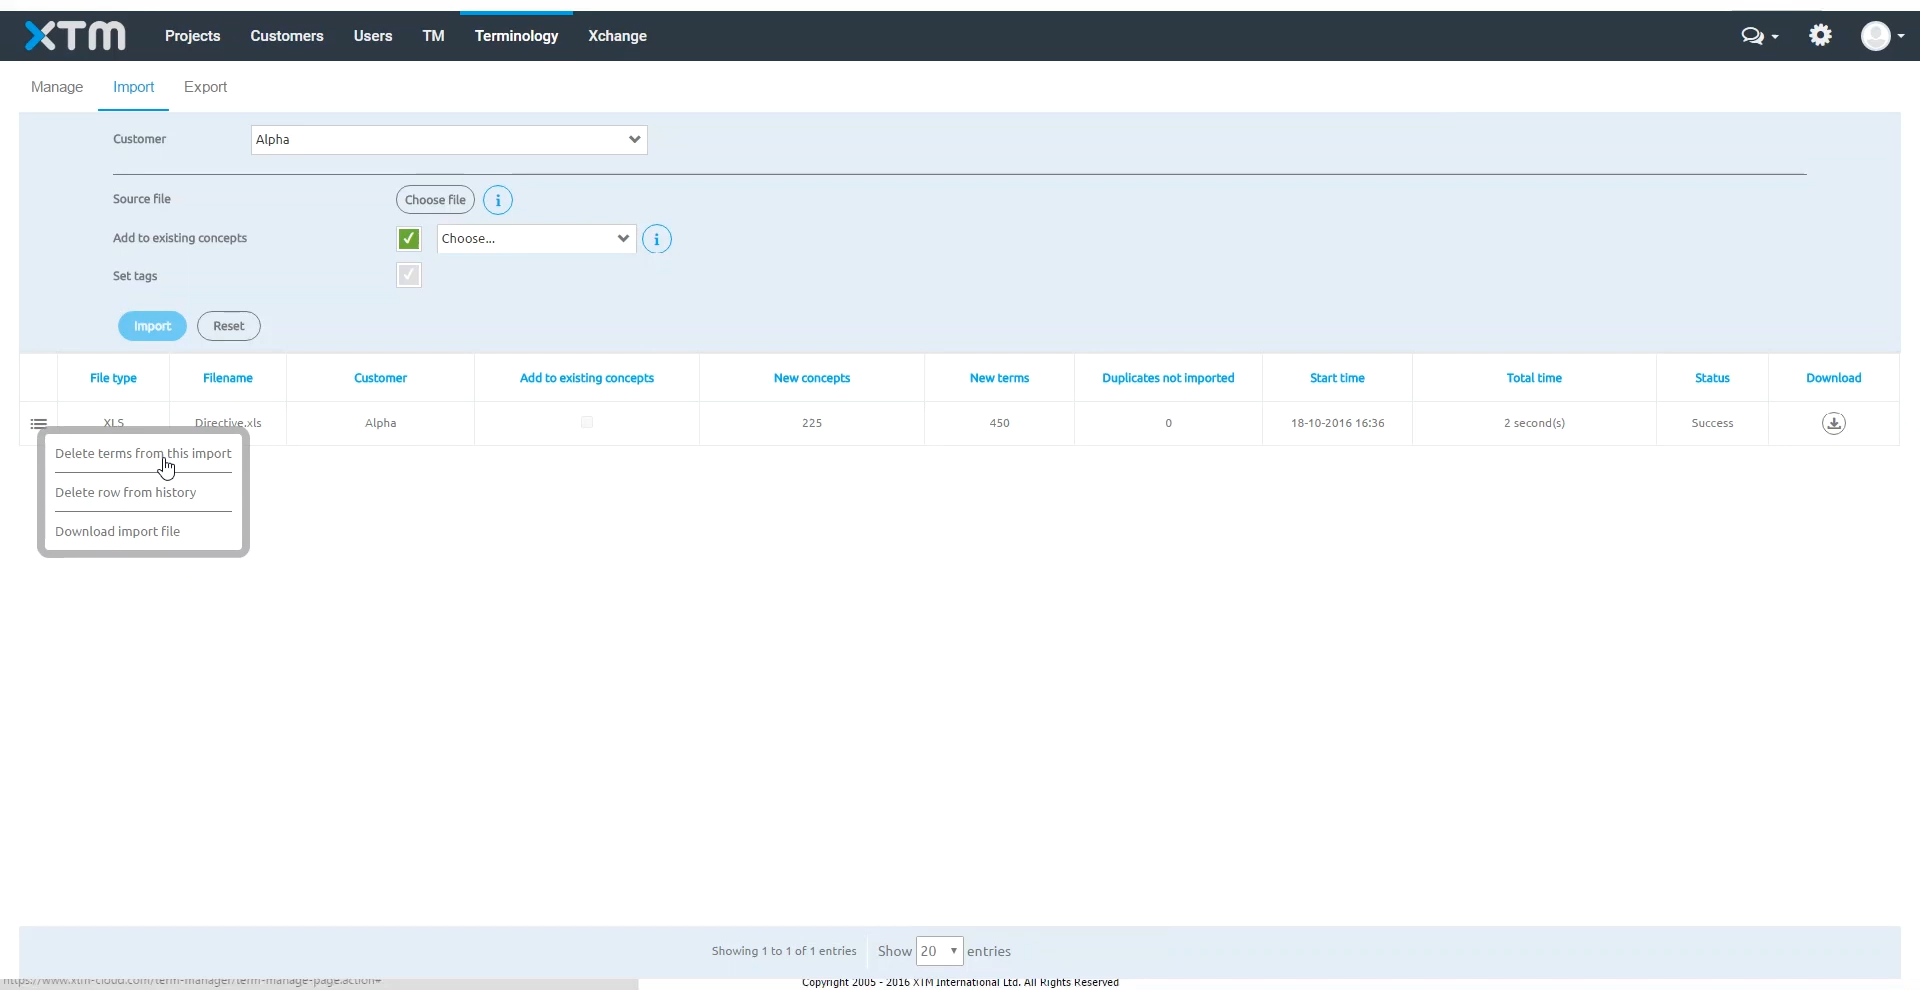 XTM Projects Customers Users TM Terminology Xchange
Manage Import Export
Customer Alpha
Source file Choose file i
Add to existing concepts Choose... i
Set tags
Import Reset
File type Filename Customer Add to existing concepts New concepts New terms Duplicates not imported Start time Total time Status Download
XLS Directive.xls Alpha 225 450 0 18-10-2016 16:36 2 second(s) Success
Delete terms from this import
Delete row from history
Download import file
Showing 1 to 1 of 1 entries Show 20 entries
https://www.xtm-cloud.com/term-manager/term-manage-page.action#
Copyright 2005 - 2016 XTM International Ltd. All Rights Reserved